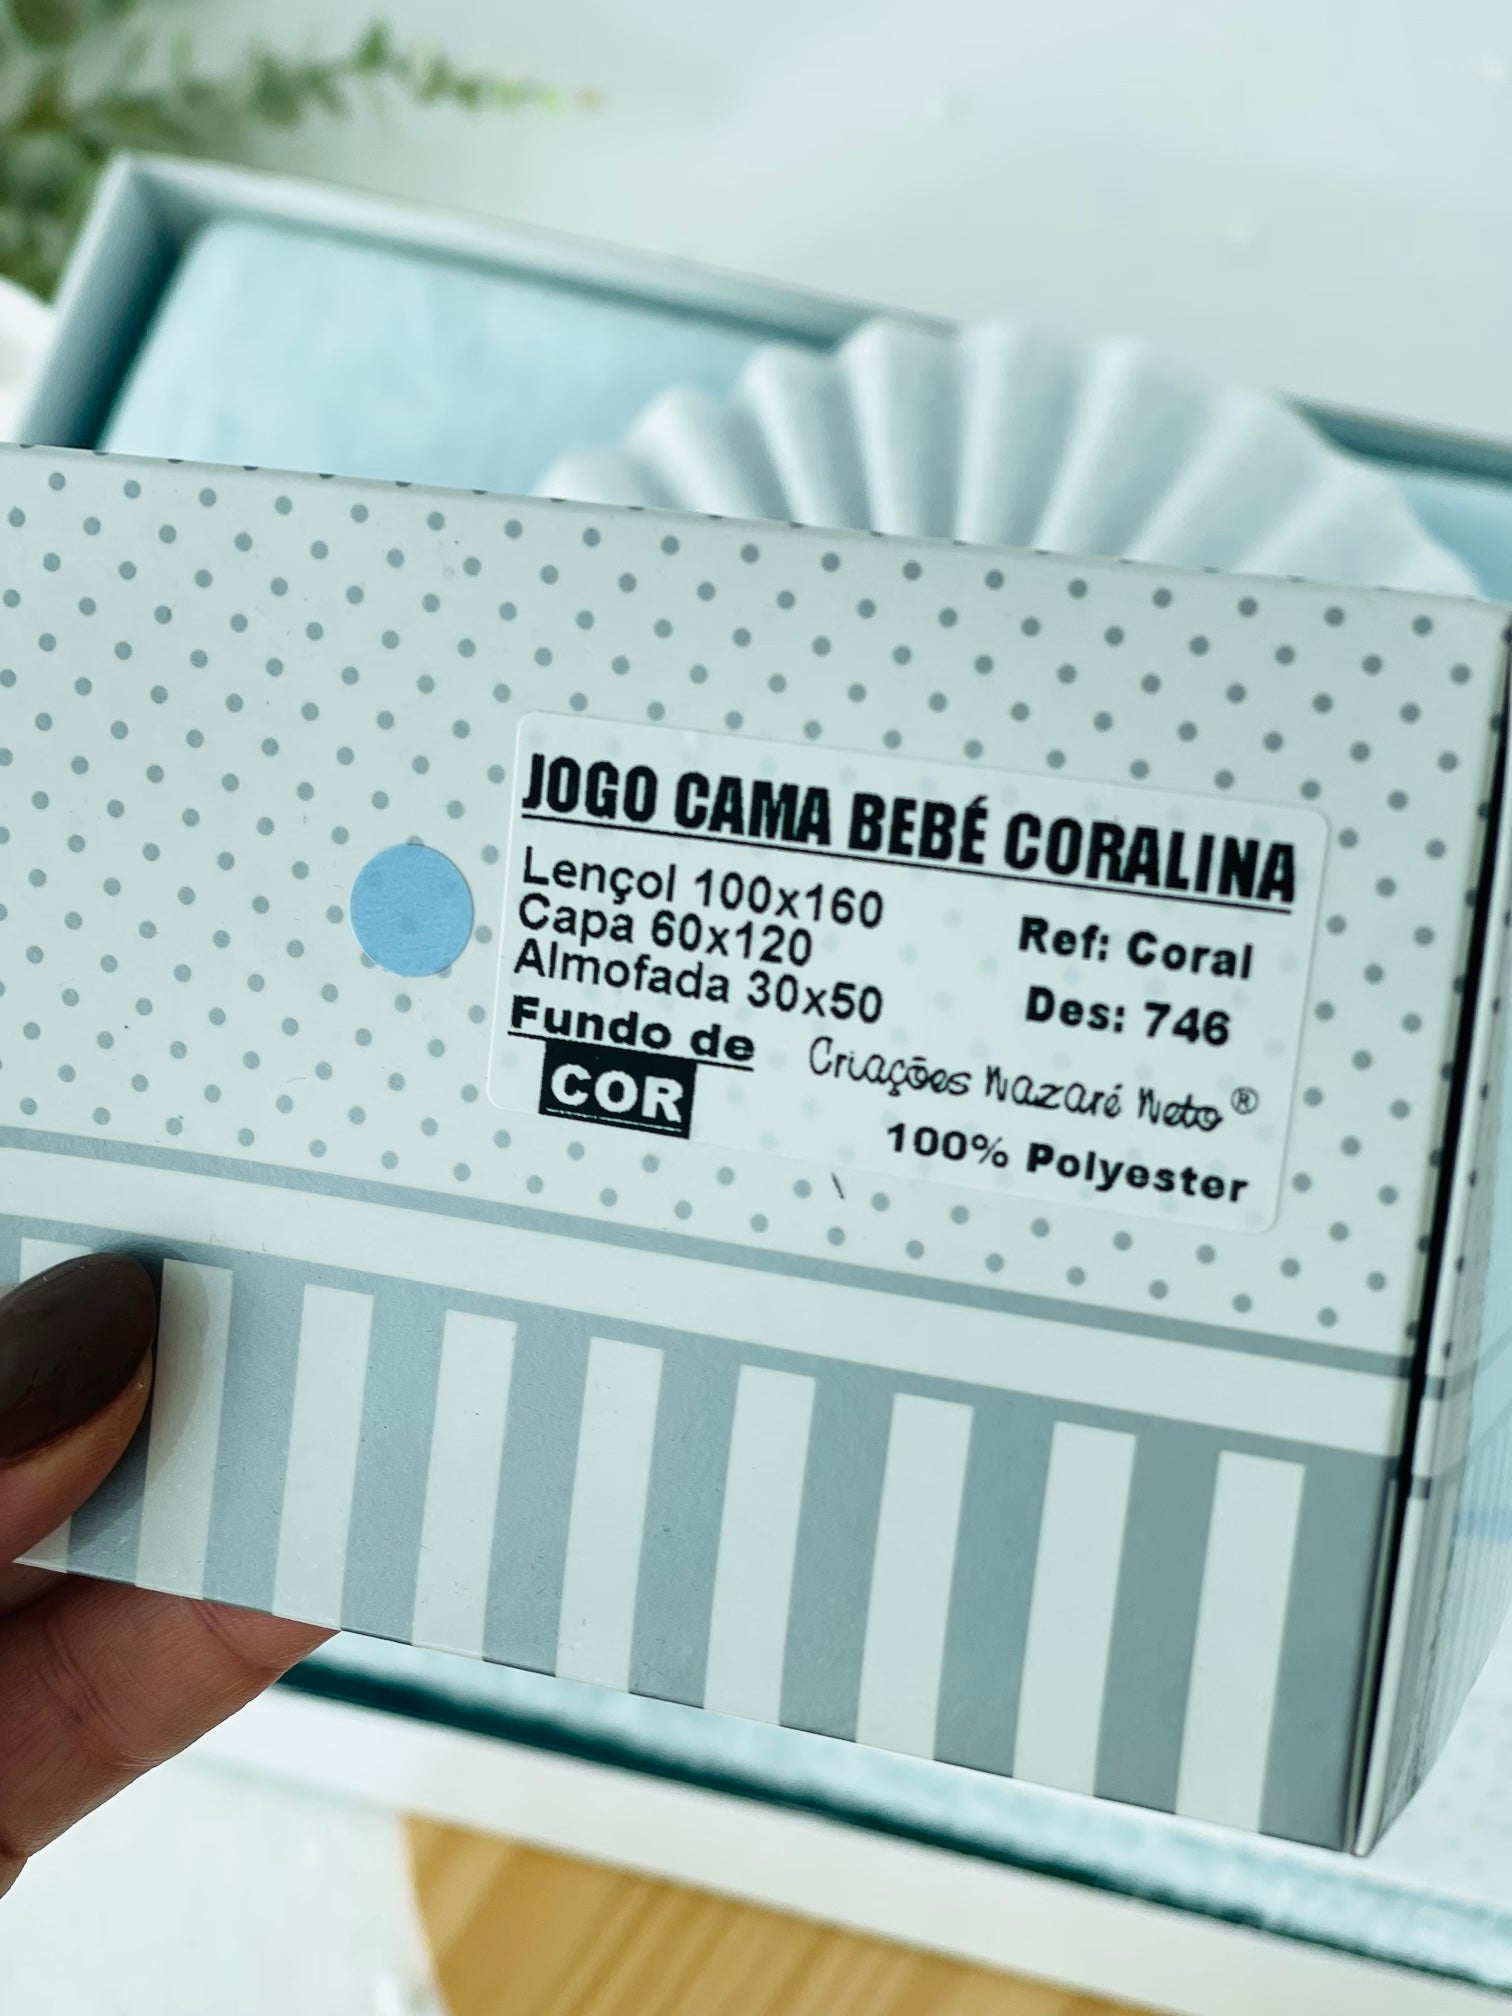 JOGO CAMA BEBÉ CORALINA
Lençol 100x160
Capa 60x120
Almofada 30x50
Fundo de
COR
Ref: Coral
Des: 746
Criações Nazaré Neto®
100% Polyester